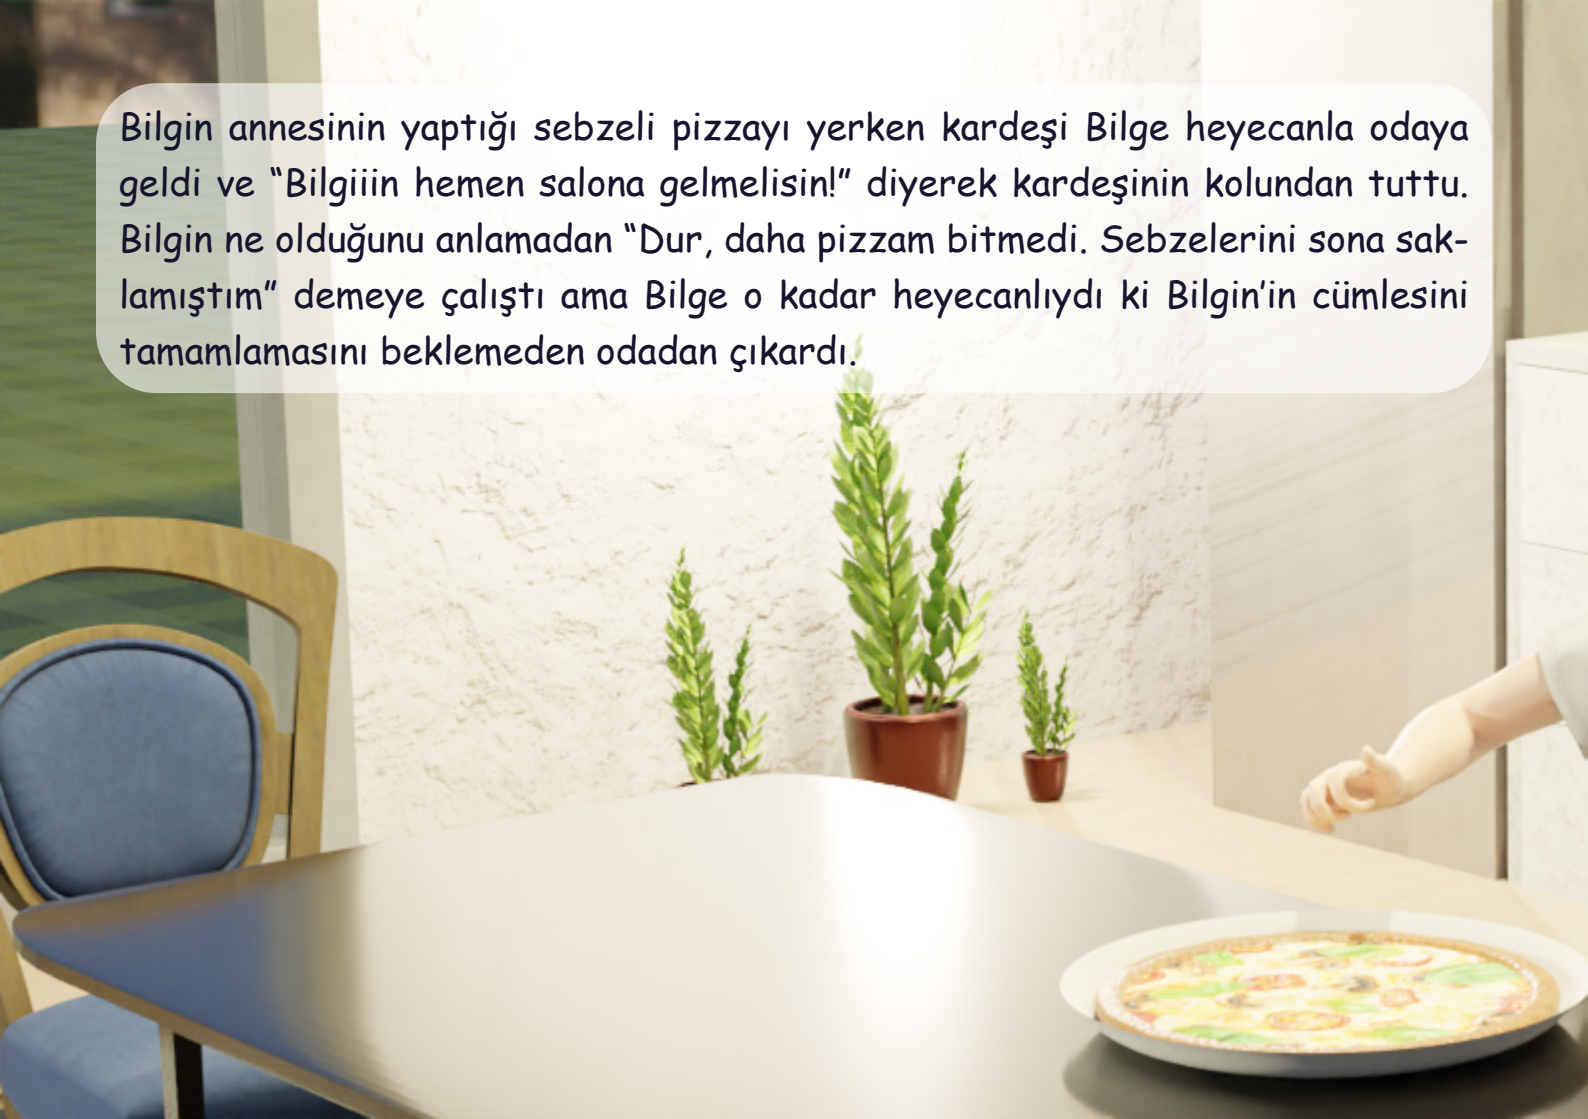 Bilgin annesinin yaptığı sebzeli pizzayı yerken kardeşi Bilge heyecanla odaya
geldi ve “Bilgiiin hemen salona gelmelisin!” diyerek kardeşinin kolundan tuttu.
Bilgin ne olduğunu anlamadan “Dur, daha pizzam bitmedi. Sebzelerini sona sak-
lamıştım” demeye çalıştı ama Bilge o kadar heyecanlıydı ki Bilgin’in cümlesini
tamamlamasını beklemeden odadan çıkardı.